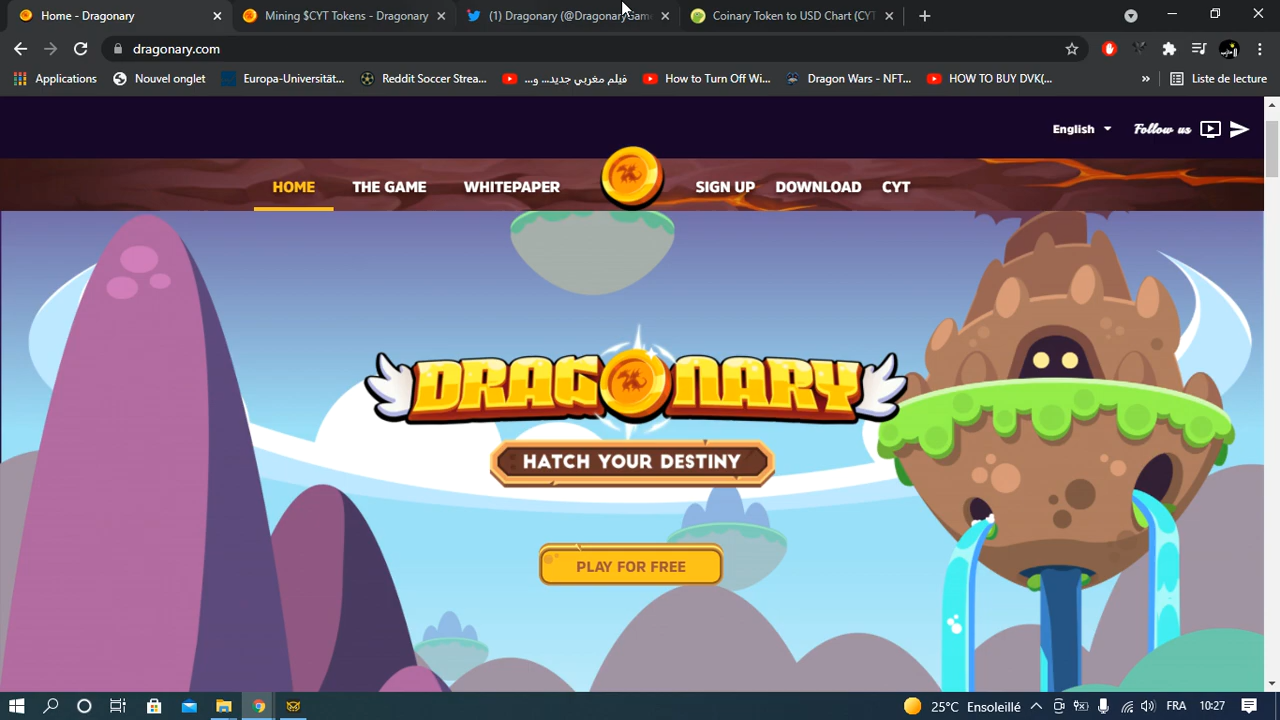 Home - Dragonary
Mining $CYT Tokens - Dragonary
(1) Dragonary (@DragonaryGame
Coinary Token to USD Chart (CYT
dragonary.com
Applications
Nouvel onglet
Europa-Universität...
Reddit Soccer Strea...
فيلم مغربي جديد... و...
How to Turn Off Wi...
Dragon Wars - NFT...
HOW TO BUY DVK(...
»
Liste de lecture
English
Follow us
HOME
THE GAME
WHITEPAPER
SIGN UP
DOWNLOAD
CYT
DRAGONARY
HATCH YOUR DESTINY
PLAY FOR FREE
25°C Ensoleillé
FRA
10:27